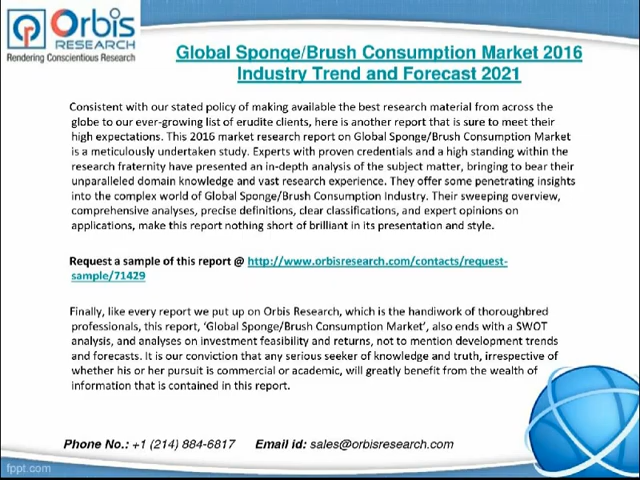 Orbis
RESEARCH
Rendering Conscientious Research
Global Sponge/Brush Consumption Market 2016
Industry Trend and Forecast 2021
Consistent with our stated policy of making available the best research material from across the
globe to our ever-growing list of erudite clients, here is another report that is sure to meet their
high expectations. This 2016 market research report on Global Sponge/Brush Consumption Market
is a meticulously undertaken study. Experts with proven credentials and a high standing within the
research fraternity have presented an in-depth analysis of the subject matter, bringing to bear their
unparalleled domain knowledge and vast research experience. They offer some penetrating insights
into the complex world of Global Sponge/Brush Consumption Industry. Their sweeping overview,
comprehensive analyses, precise definitions, clear classifications, and expert opinions on
applications, make this report nothing short of brilliant in its presentation and style.
Request a sample of this report @ http://www.orbisresearch.com/contacts/request-
sample/71429
Finally, like every report we put up on Orbis Research, which is the handiwork of thoroughbred
professionals, this report, ‘Global Sponge/Brush Consumption Market’, also ends with a SWOT
analysis, and analyses on investment feasibility and returns, not to mention development trends
and forecasts. It is our conviction that any serious seeker of knowledge and truth, irrespective of
whether his or her pursuit is commercial or academic, will greatly benefit from the wealth of
information that is contained in this report.
Phone No.: +1 (214) 884-6817 Email id: sales@orbisresearch.com
fppt.com